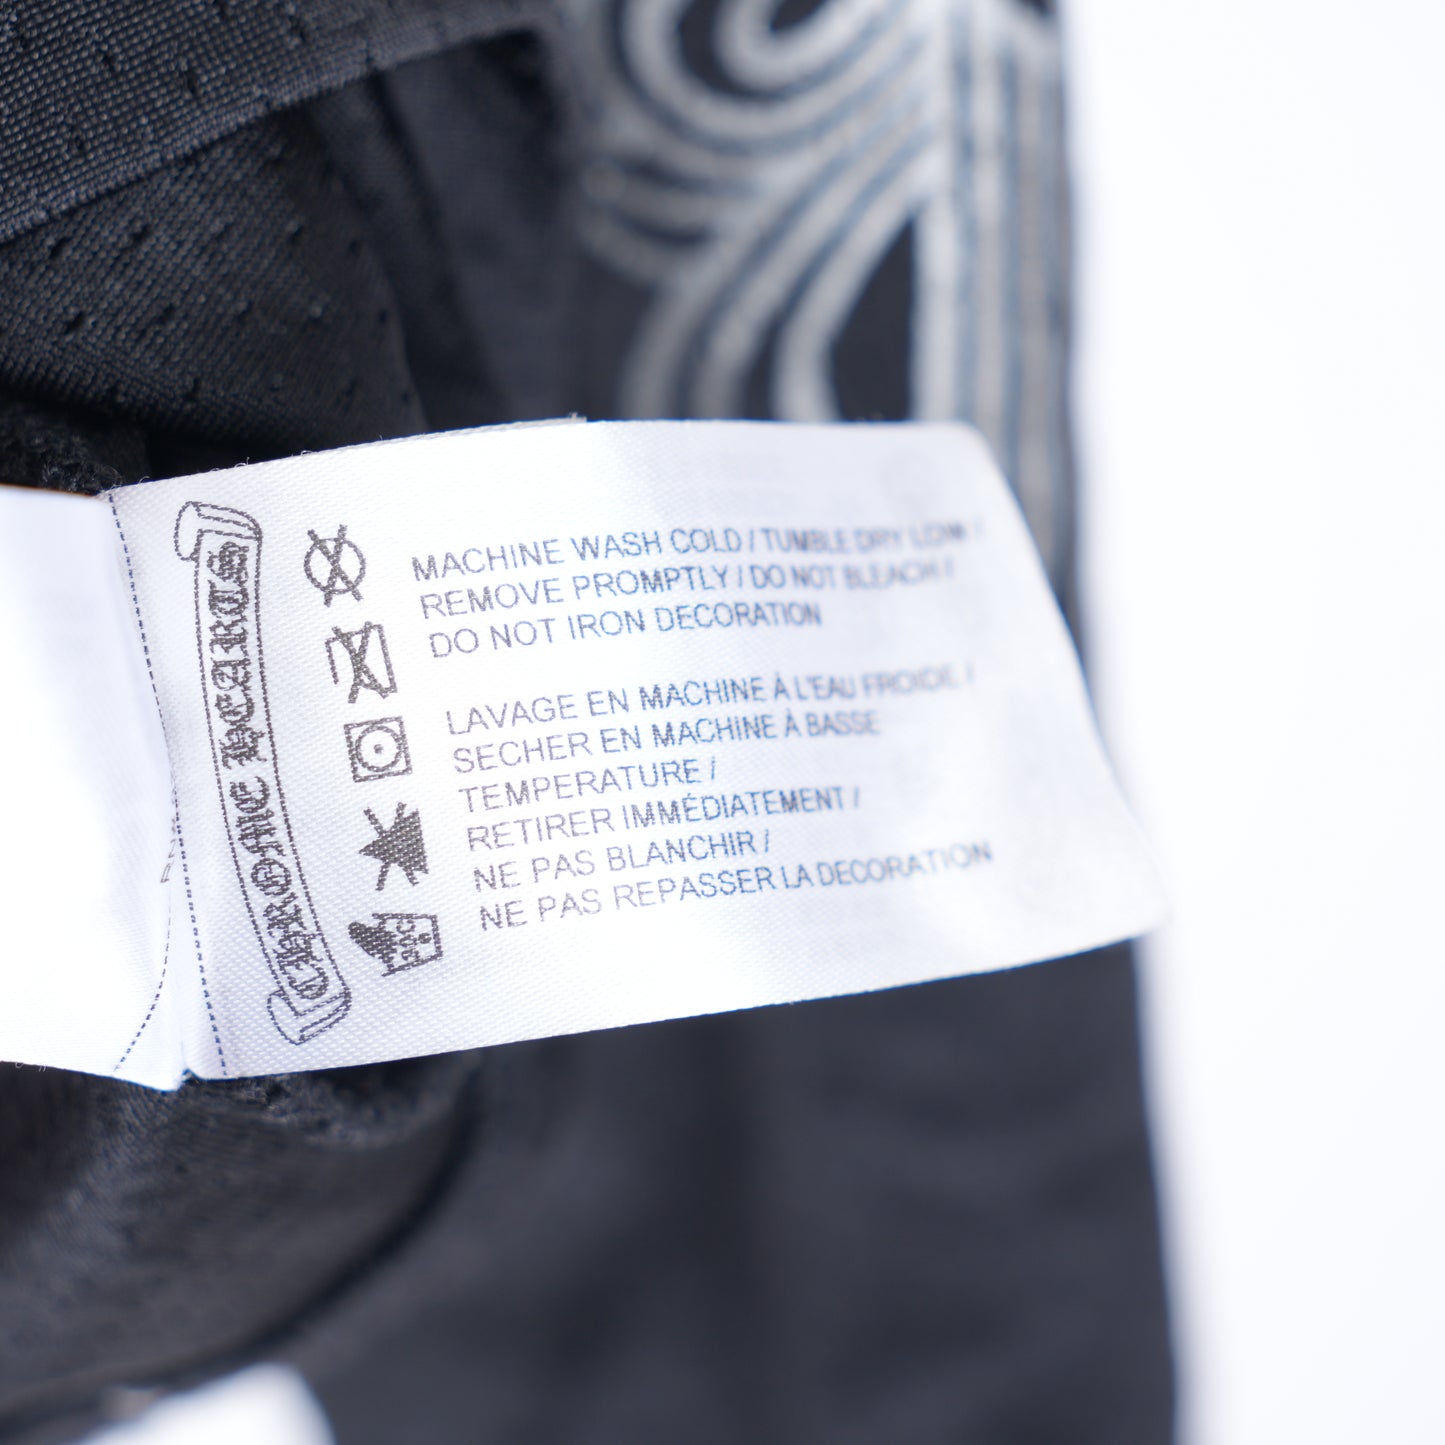 CHROME HEARTS
MACHINE WASH COLD / TUMBLE DRY LOW /
REMOVE PROMPTLY / DO NOT BLEACH /
DO NOT IRON DECORATION
LAVAGE EN MACHINE À L'EAU FROIDE /
SECHER EN MACHINE À BASSE
TEMPERATURE /
RETIRER IMMÉDIATEMENT /
NE PAS BLANCHIR /
NE PAS REPASSER LA DECORATION